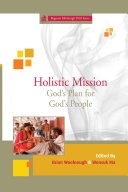 Holistic Mission
God's Plan for
God's People
Edited By
Brian Woolnough
Wonsuk Ma